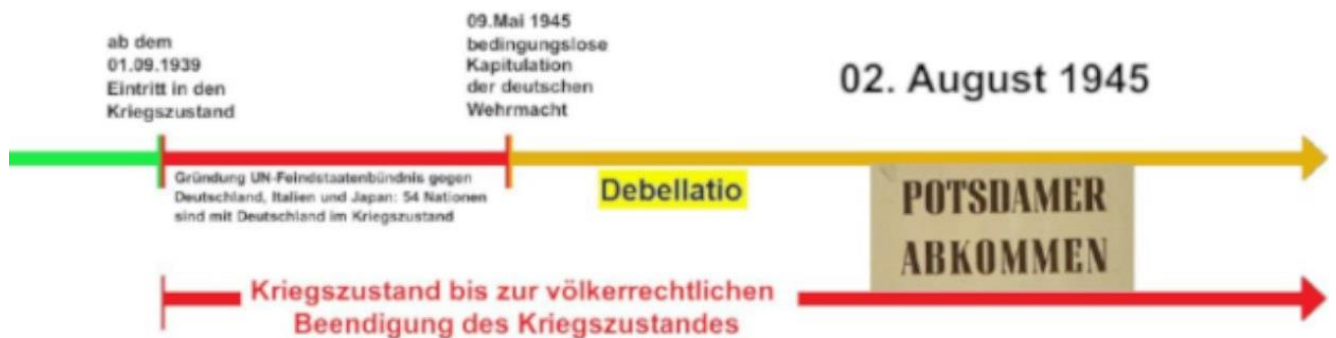 ab dem
01.09.1939
Eintritt in den
Kriegszustand
09.Mai 1945
bedingungslose
Kapitulation
der deutschen
Wehrmacht
02. August 1945
Gründung UN-Feindstaatenbündnis gegen
Deutschland, Italien und Japan: 54 Nationen
sind mit Deutschland im Kriegszustand
Debellatio
POTSDAMER
ABKOMMEN
Kriegszustand bis zur völkerrechtlichen
Beendigung des Kriegszustandes